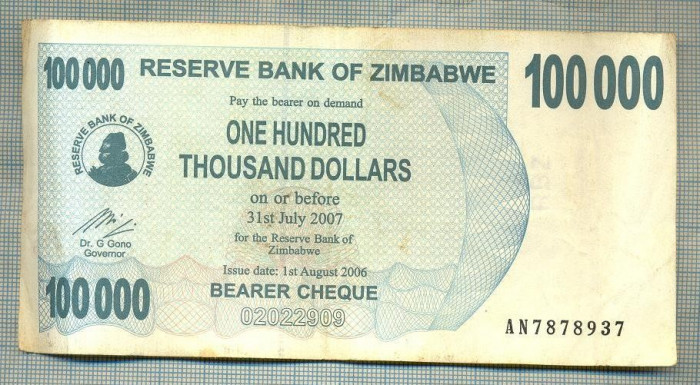 100 000 RESERVE BANK OF ZIMBABWE 100 000
Pay the bearer on demand
RESERVE BANK OF ZIMBABWE
ONE HUNDRED
THOUSAND DOLLARS
on or before
31st July 2007
Dr. G Gono
Governor
for the Reserve Bank of
Zimbabwe
Issue date: 1st August 2006
100 000 BEARER CHEQUE
02022909
AN7878937